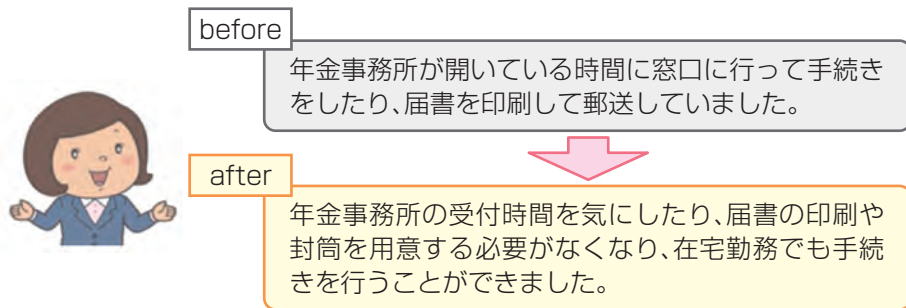 before
年金事務所が開いている時間に窓口に行って手続き
をしたり、届書を印刷して郵送していました。
after
年金事務所の受付時間を気にしたり、届書の印刷や
封筒を用意する必要がなくなり、在宅勤務でも手続
きを行うことができました。